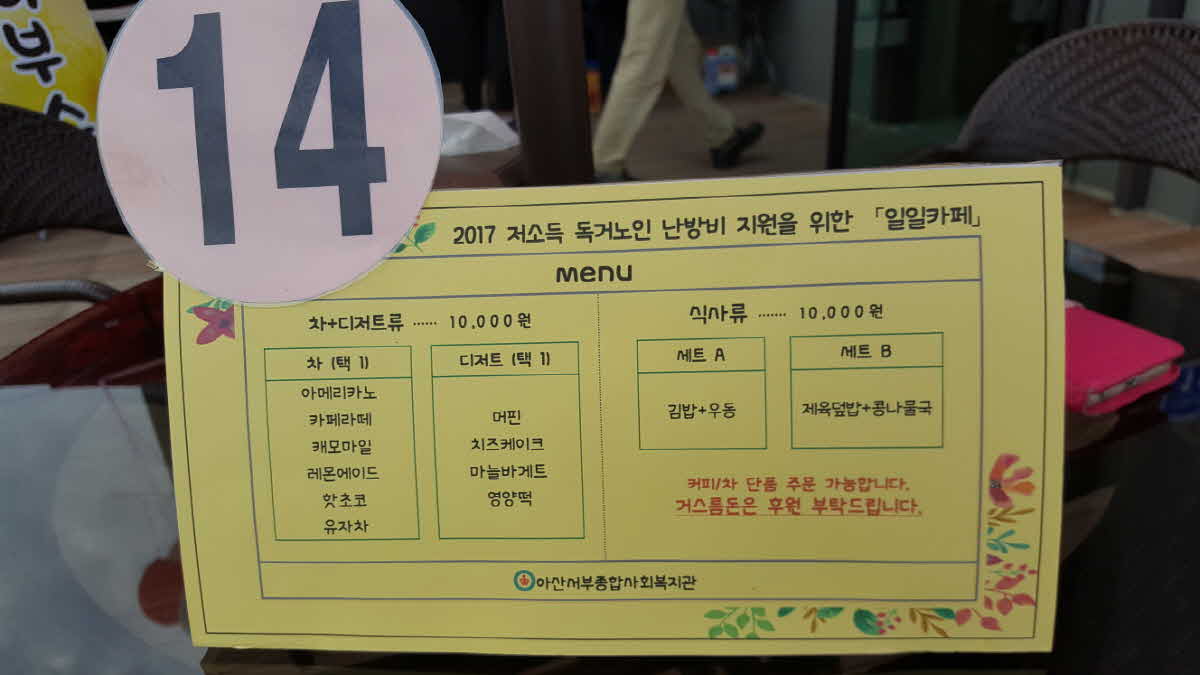 부
14
2017 저소득 독거노인 난방비 지원을 위한 「일일카페」
menu
차+디저트류 ······ 10,000원
차 (택 1)
아메리카노
카페라떼
캐모마일
레몬에이드
핫초코
유자차
디저트 (택 1)
머핀
치즈케이크
마늘바게트
영양떡
식사류 ······· 10,000원
세트 A
김밥+우동
세트 B
제육덮밥+콩나물국
커피/차 단품 주문 가능합니다.
거스름돈은 후원 부탁드립니다.
아산서부종합사회복지관